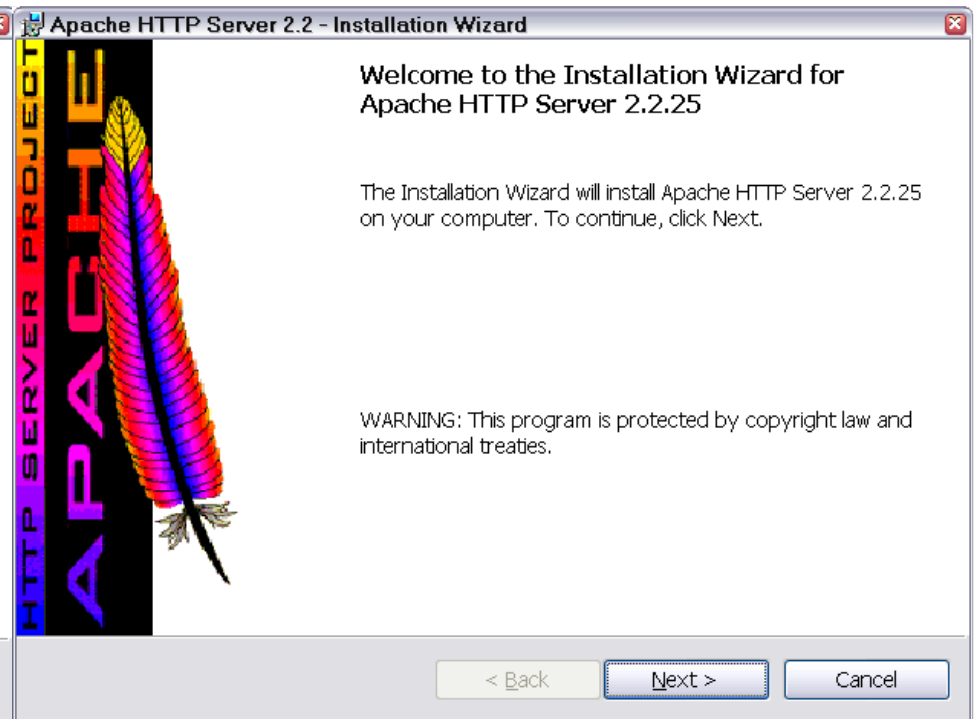 Apache HTTP Server 2.2 - Installation Wizard
HTTP SERVER PROJECT
APACHE
Welcome to the Installation Wizard for
Apache HTTP Server 2.2.25
The Installation Wizard will install Apache HTTP Server 2.2.25
on your computer. To continue, click Next.
WARNING: This program is protected by copyright law and
international treaties.
< Back
Next >
Cancel